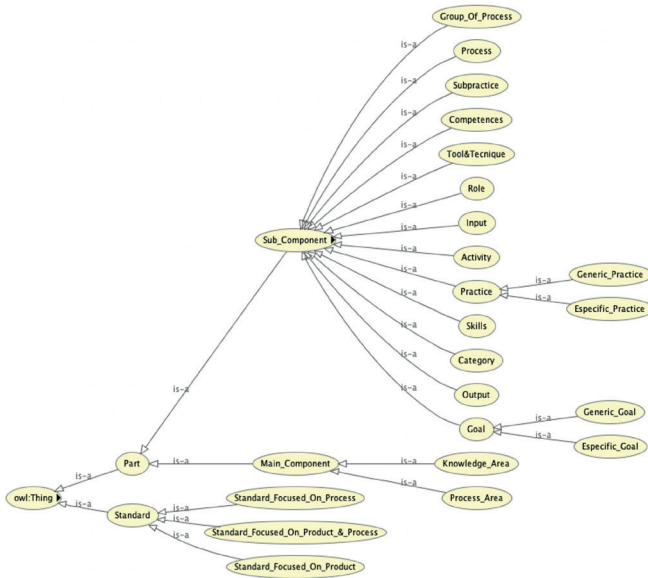 Group_Of_Process
is-a
Process
is-a
is-a
Subpractice
is-a
Competences
is-a
Tool&Tecnique
is-a
Role
is-a
Input
Sub_Component
is-a
Activity
is-a
Generic_Practice
is-a
Practice
is-a
is-a
Especific_Practice
is-a
Skills
is-a
Category
is-a
is-a
Output
Generic_Goal
is-a
Goal
is-a
Especific_Goal
Part
is-a
Main_Component
is-a
Knowledge_Area
is-a
is-a
owl:Thing
Process_Area
Standard_Focused_On_Process
is-a
is-a
Standard
is-a
Standard_Focused_On_Product_&_Process
is-a
Standard_Focused_On_Product